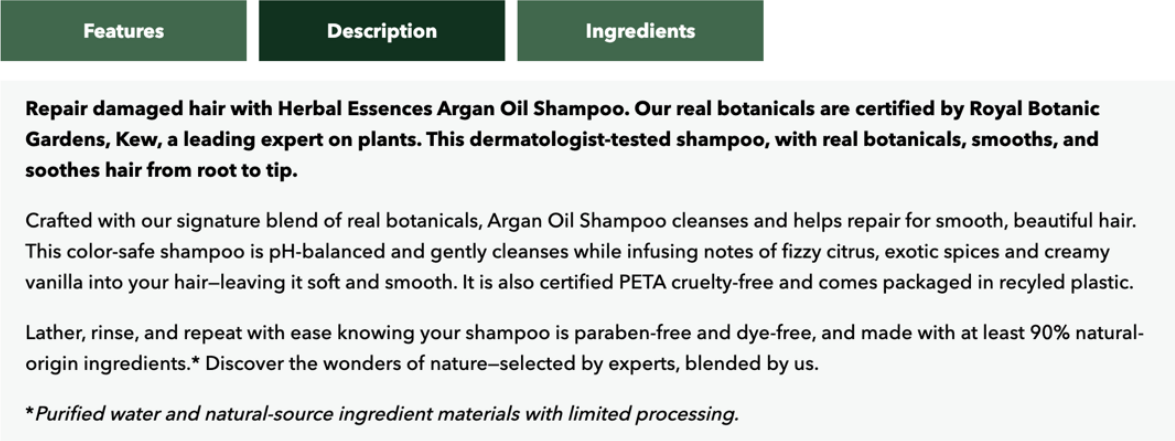 Features
Description
Ingredients
Repair damaged hair with Herbal Essences Argan Oil Shampoo. Our real botanicals are certified by Royal Botanic
Gardens, Kew, a leading expert on plants. This dermatologist-tested shampoo, with real botanicals, smooths, and
soothes hair from root to tip.
Crafted with our signature blend of real botanicals, Argan Oil Shampoo cleanses and helps repair for smooth, beautiful hair.
This color-safe shampoo is pH-balanced and gently cleanses while infusing notes of fizzy citrus, exotic spices and creamy
vanilla into your hair—leaving it soft and smooth. It is also certified PETA cruelty-free and comes packaged in recyled plastic.
Lather, rinse, and repeat with ease knowing your shampoo is paraben-free and dye-free, and made with at least 90% natural-
origin ingredients.* Discover the wonders of nature—selected by experts, blended by us.
*Purified water and natural-source ingredient materials with limited processing.